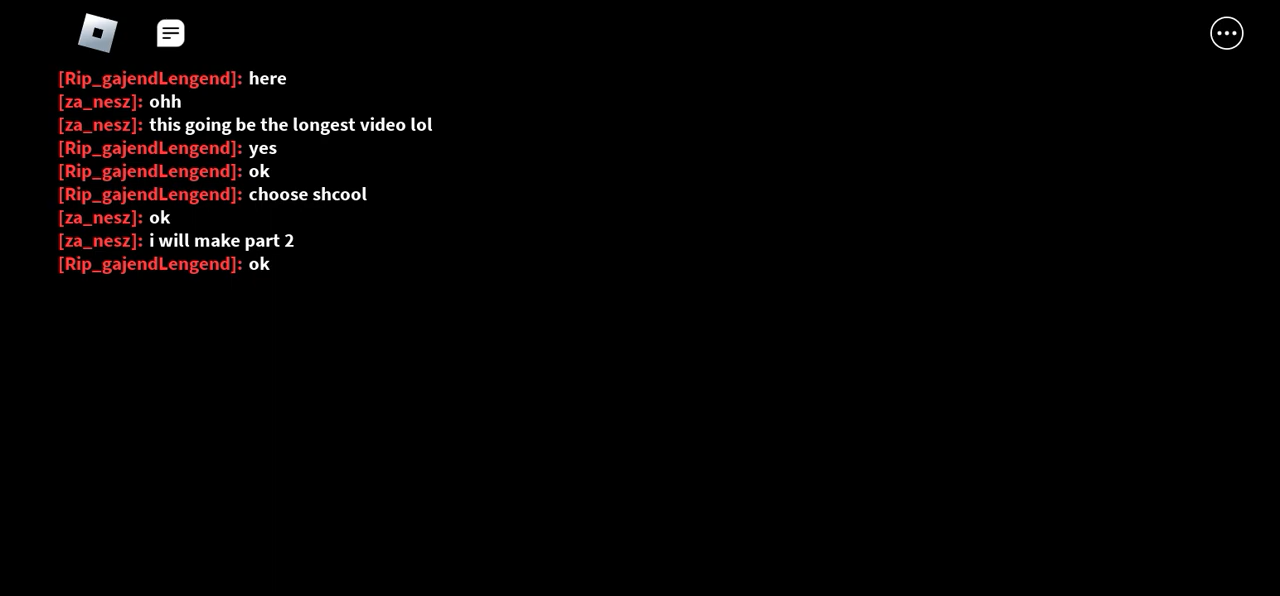 [Rip_gajendLengend]: here
[za_nesz]: ohh
[za_nesz]: this going be the longest video lol
[Rip_gajendLengend]: yes
[Rip_gajendLengend]: ok
[Rip_gajendLengend]: choose shcool
[za_nesz]: ok
[za_nesz]: i will make part 2
[Rip_gajendLengend]: ok